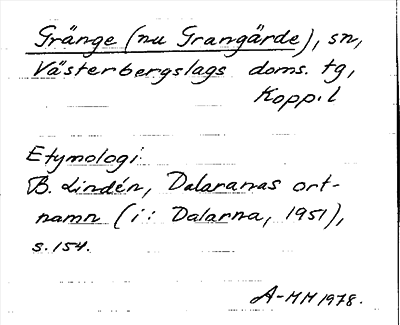 Gränge (nu Grangärde), sn,
Västerbergslags doms. tg,
Kopp. l
Etymologi:
B. Lindén, Dalarnas ort-
namn (i: Dalarna, 1951),
s. 154.
A-MM 1978.